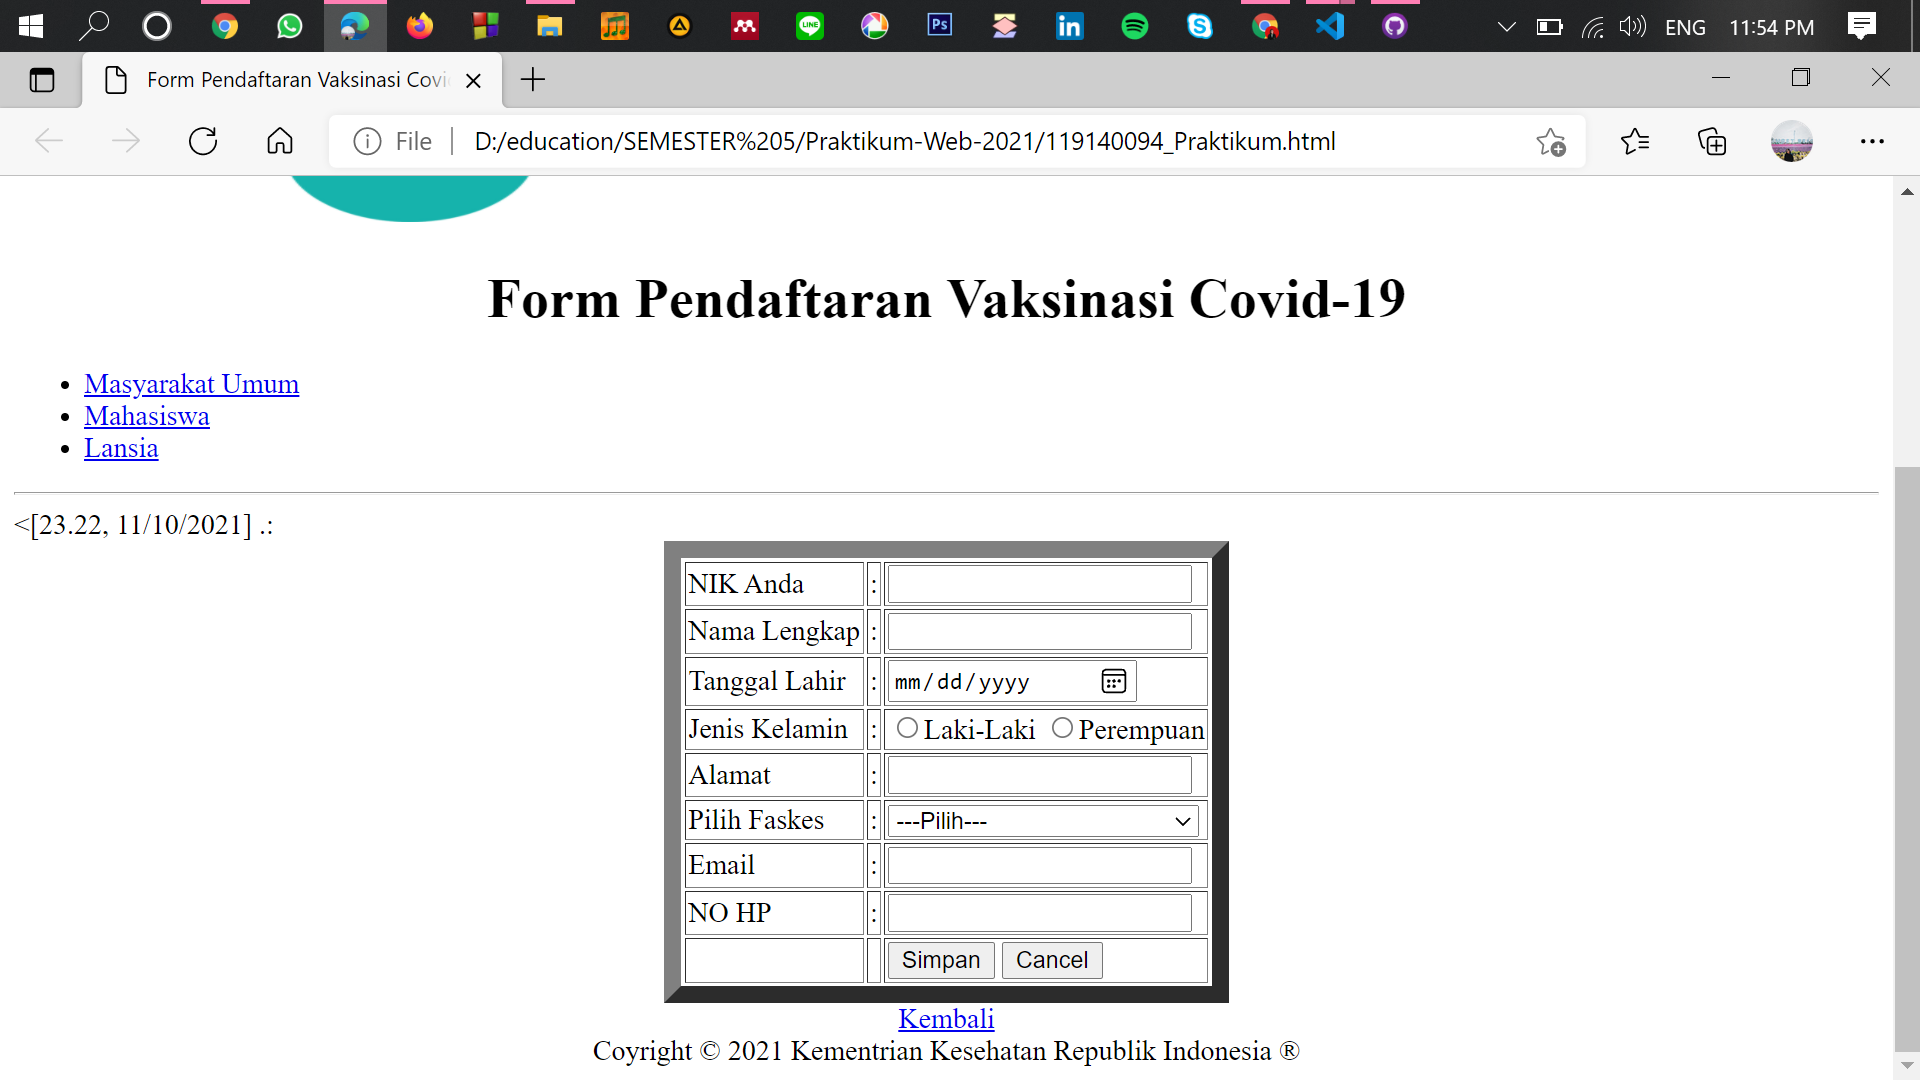 ENG 11:54 PM
Form Pendaftaran Vaksinasi Covi
File D:/education/SEMESTER%205/Praktikum-Web-2021/119140094_Praktikum.html
Form Pendaftaran Vaksinasi Covid-19
Masyarakat Umum
Mahasiswa
Lansia
<[23.22, 11/10/2021] .:
NIK Anda :
Nama Lengkap :
Tanggal Lahir : mm/dd/yyyy
Jenis Kelamin : Laki-Laki Perempuan
Alamat :
Pilih Faskes : ---Pilih---
Email :
NO HP :
Simpan Cancel
Kembali
Coyright © 2021 Kementrian Kesehatan Republik Indonesia ®